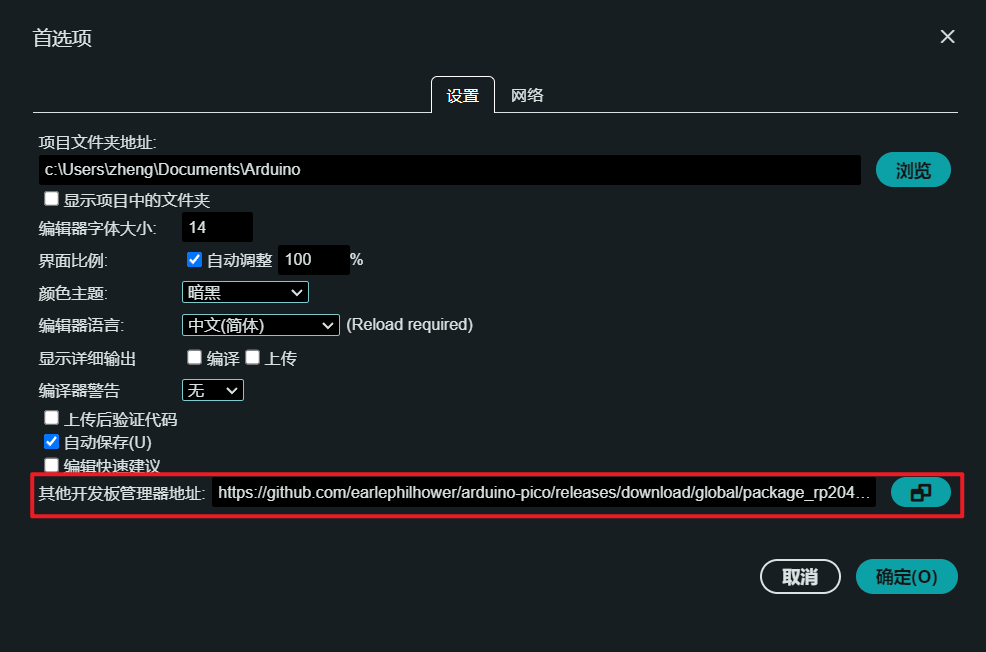 首选项
设置 网络
项目文件夹地址:
c:\Users\zheng\Documents\Arduino 浏览
显示项目中的文件夹
编辑器字体大小: 14
界面比例: 自动调整 100 %
颜色主题: 暗黑
编辑器语言: 中文(简体) (Reload required)
显示详细输出 编译 上传
编译器警告 无
上传后验证代码
自动保存(U)
编辑快速建议
其他开发板管理器地址: https://github.com/earlephilhower/arduino-pico/releases/download/global/package_rp204...
取消 确定(O)